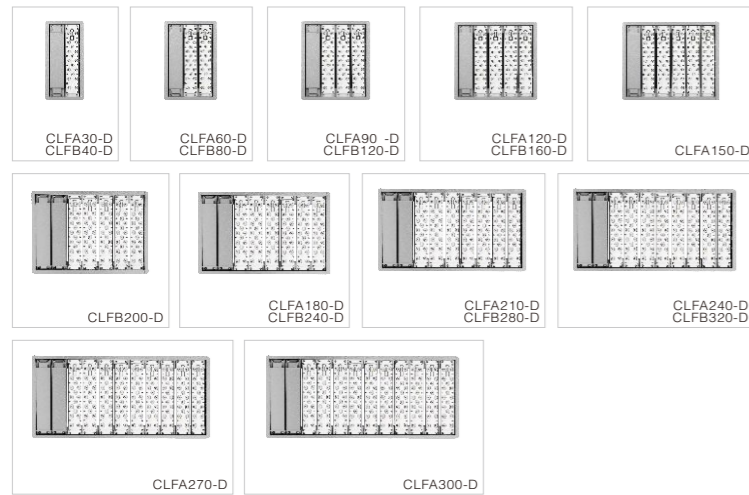 CLFA30-D
CLFB40-D
CLFA60-D
CLFB80-D
CLFA90 -D
CLFB120-D
CLFA120-D
CLFB160-D
CLFA150-D
CLFB200-D
CLFA180-D
CLFB240-D
CLFA210-D
CLFB280-D
CLFA240-D
CLFB320-D
CLFA270-D
CLFA300-D